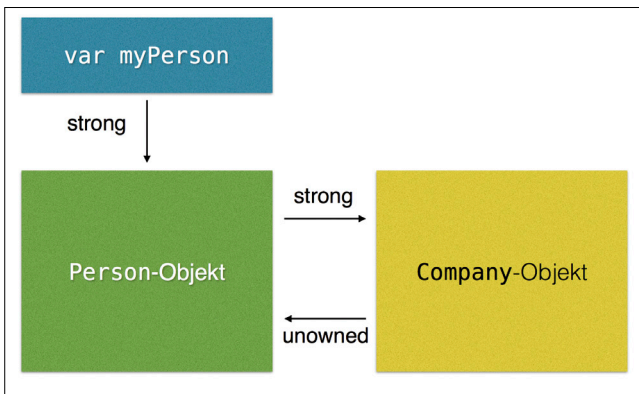 var myPerson
strong
strong
Person-Objekt
Company-Objekt
unowned